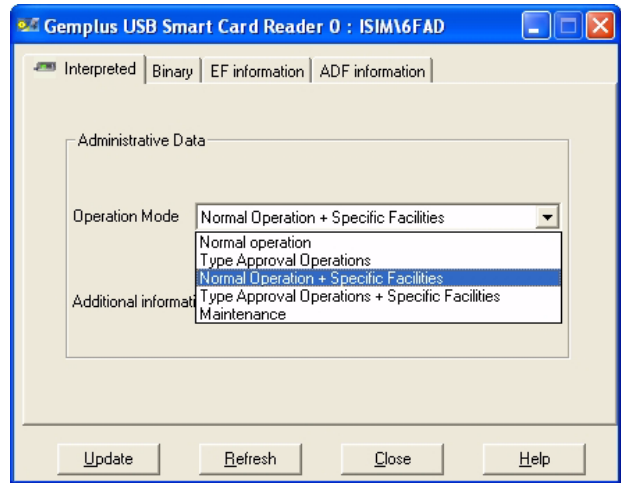 Gemplus USB Smart Card Reader 0 : ISIM\6FAD
Interpreted Binary EF information ADF information
Administrative Data
Operation Mode Normal Operation + Specific Facilities
Normal operation
Type Approval Operations
Normal Operation + Specific Facilities
Additional informati Type Approval Operations + Specific Facilities
Maintenance
Update Refresh Close Help